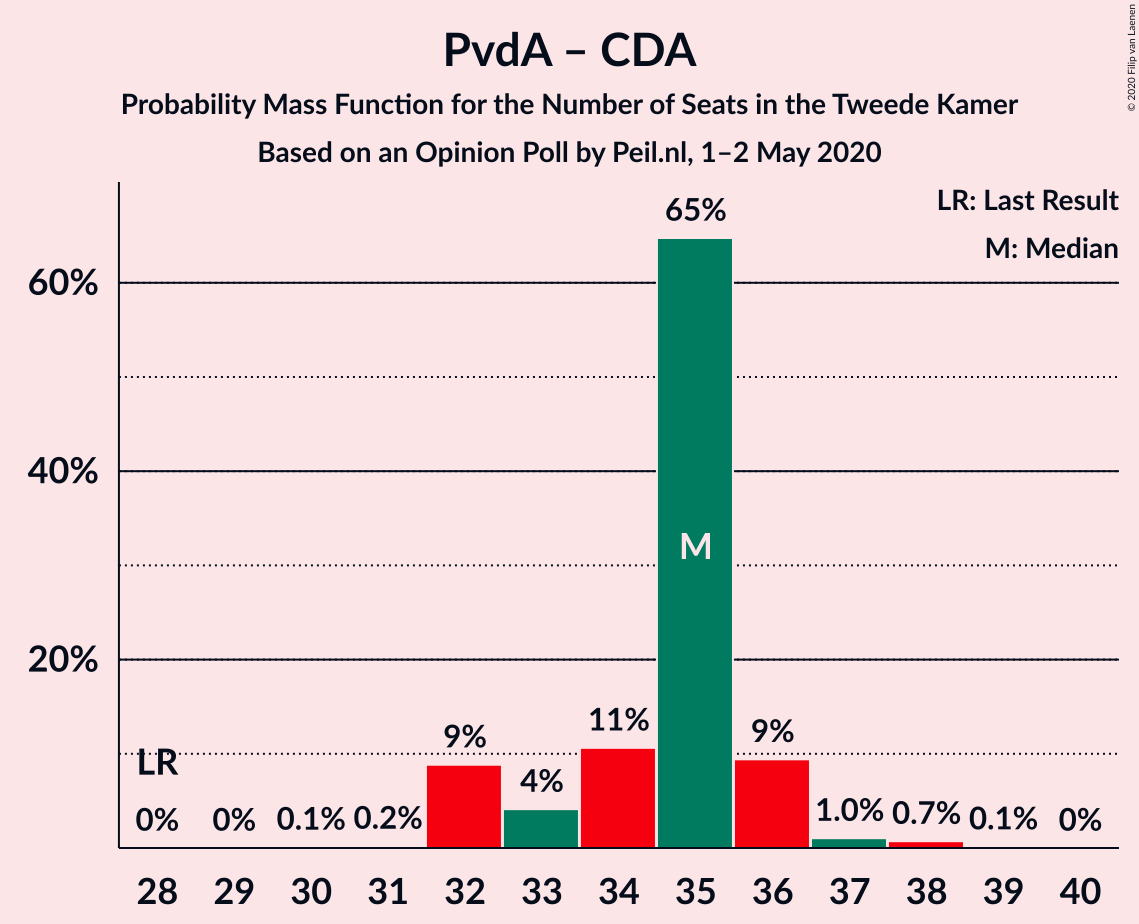 PvdA – CDA
Probability Mass Function for the Number of Seats in the Tweede Kamer
Based on an Opinion Poll by Peil.nl, 1–2 May 2020
© 2020 Filip van Laenen
LR: Last Result
M: Median
60%
40%
20%
65%
M
LR
0%
0%
0.1%
0.2%
9%
4%
11%
9%
1.0%
0.7%
0.1%
0%
28 29 30 31 32 33 34 35 36 37 38 39 40